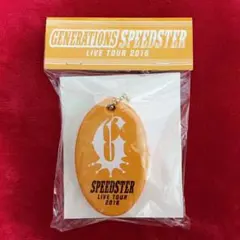 GENERATIONS SPEEDSTER
LIVE TOUR 2016
G
SPEEDSTER
LIVE TOUR
2016